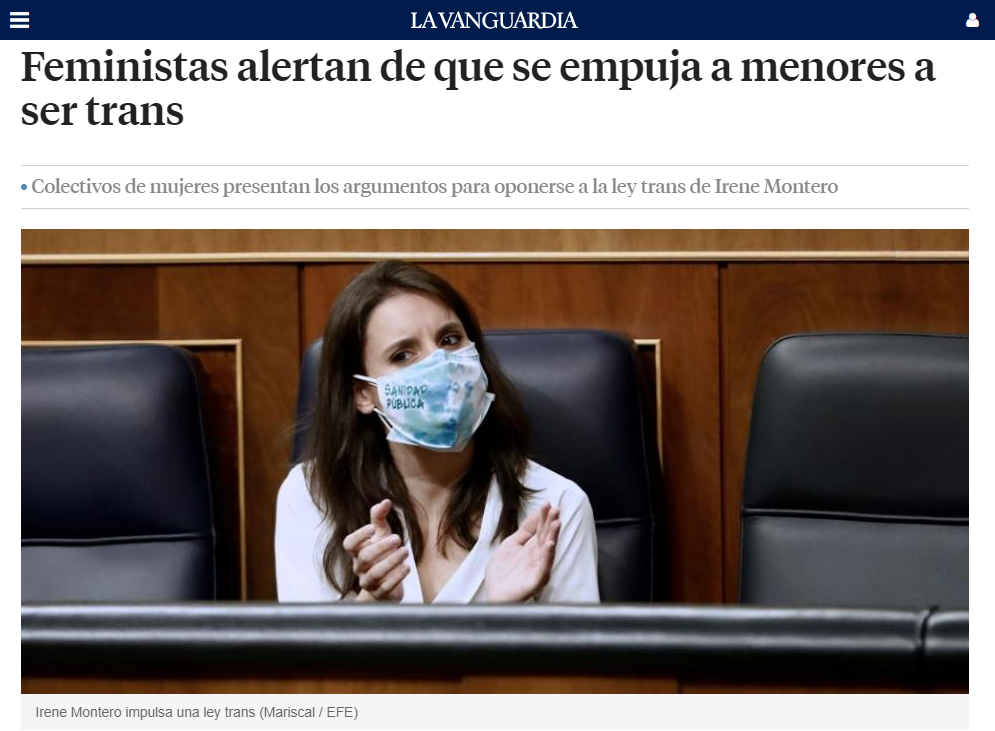 LA VANGUARDIA
Feministas alertan de que se empuja a menores a
ser trans
Colectivos de mujeres presentan los argumentos para oponerse a la ley trans de Irene Montero
SANIDAD
PÚBLICA
Irene Montero impulsa una ley trans (Mariscal / EFE)